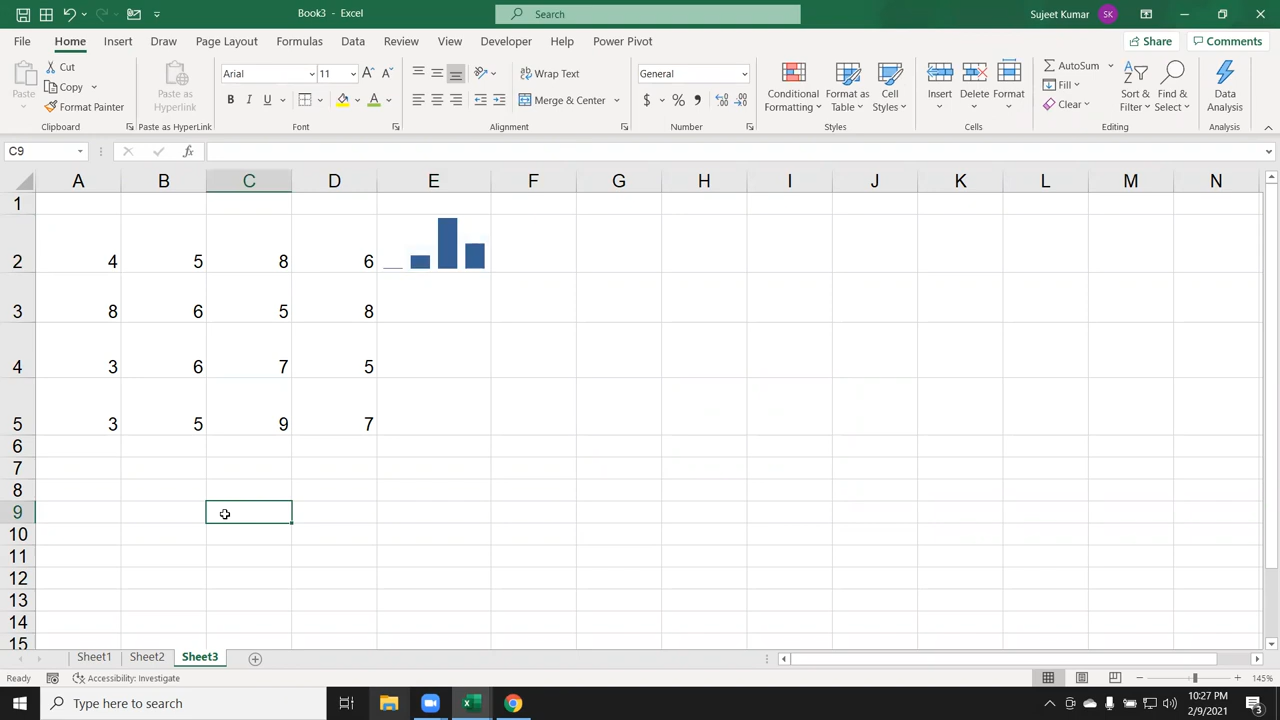 Book3 - Excel
Search
Sujeet Kumar
SK
File Home Insert Draw Page Layout Formulas Data Review View Developer Help Power Pivot
Share
Comments
Paste
Cut
Copy
Format Painter
Clipboard
Paste as
Hyperlink
Paste as HyperLink
Arial
11
B I U
A
Font
Wrap Text
Merge & Center
Alignment
General
$ % ,
Number
Conditional
Formatting
Format as
Table
Cell
Styles
Styles
Insert
Delete
Format
Cells
AutoSum
Fill
Clear
Sort &
Filter
Find &
Select
Editing
Data
Analysis
Analysis
C9
fx
A B C D E F G H I J K L M N
1
2 4 5 8 6
3 8 6 5 8
4 3 6 7 5
5 3 5 9 7
6
7
8
9
10
11
12
13
14
15
Sheet1 Sheet2 Sheet3
Ready
Accessibility: Investigate
145%
Type here to search
10:27 PM
2/9/2021
3